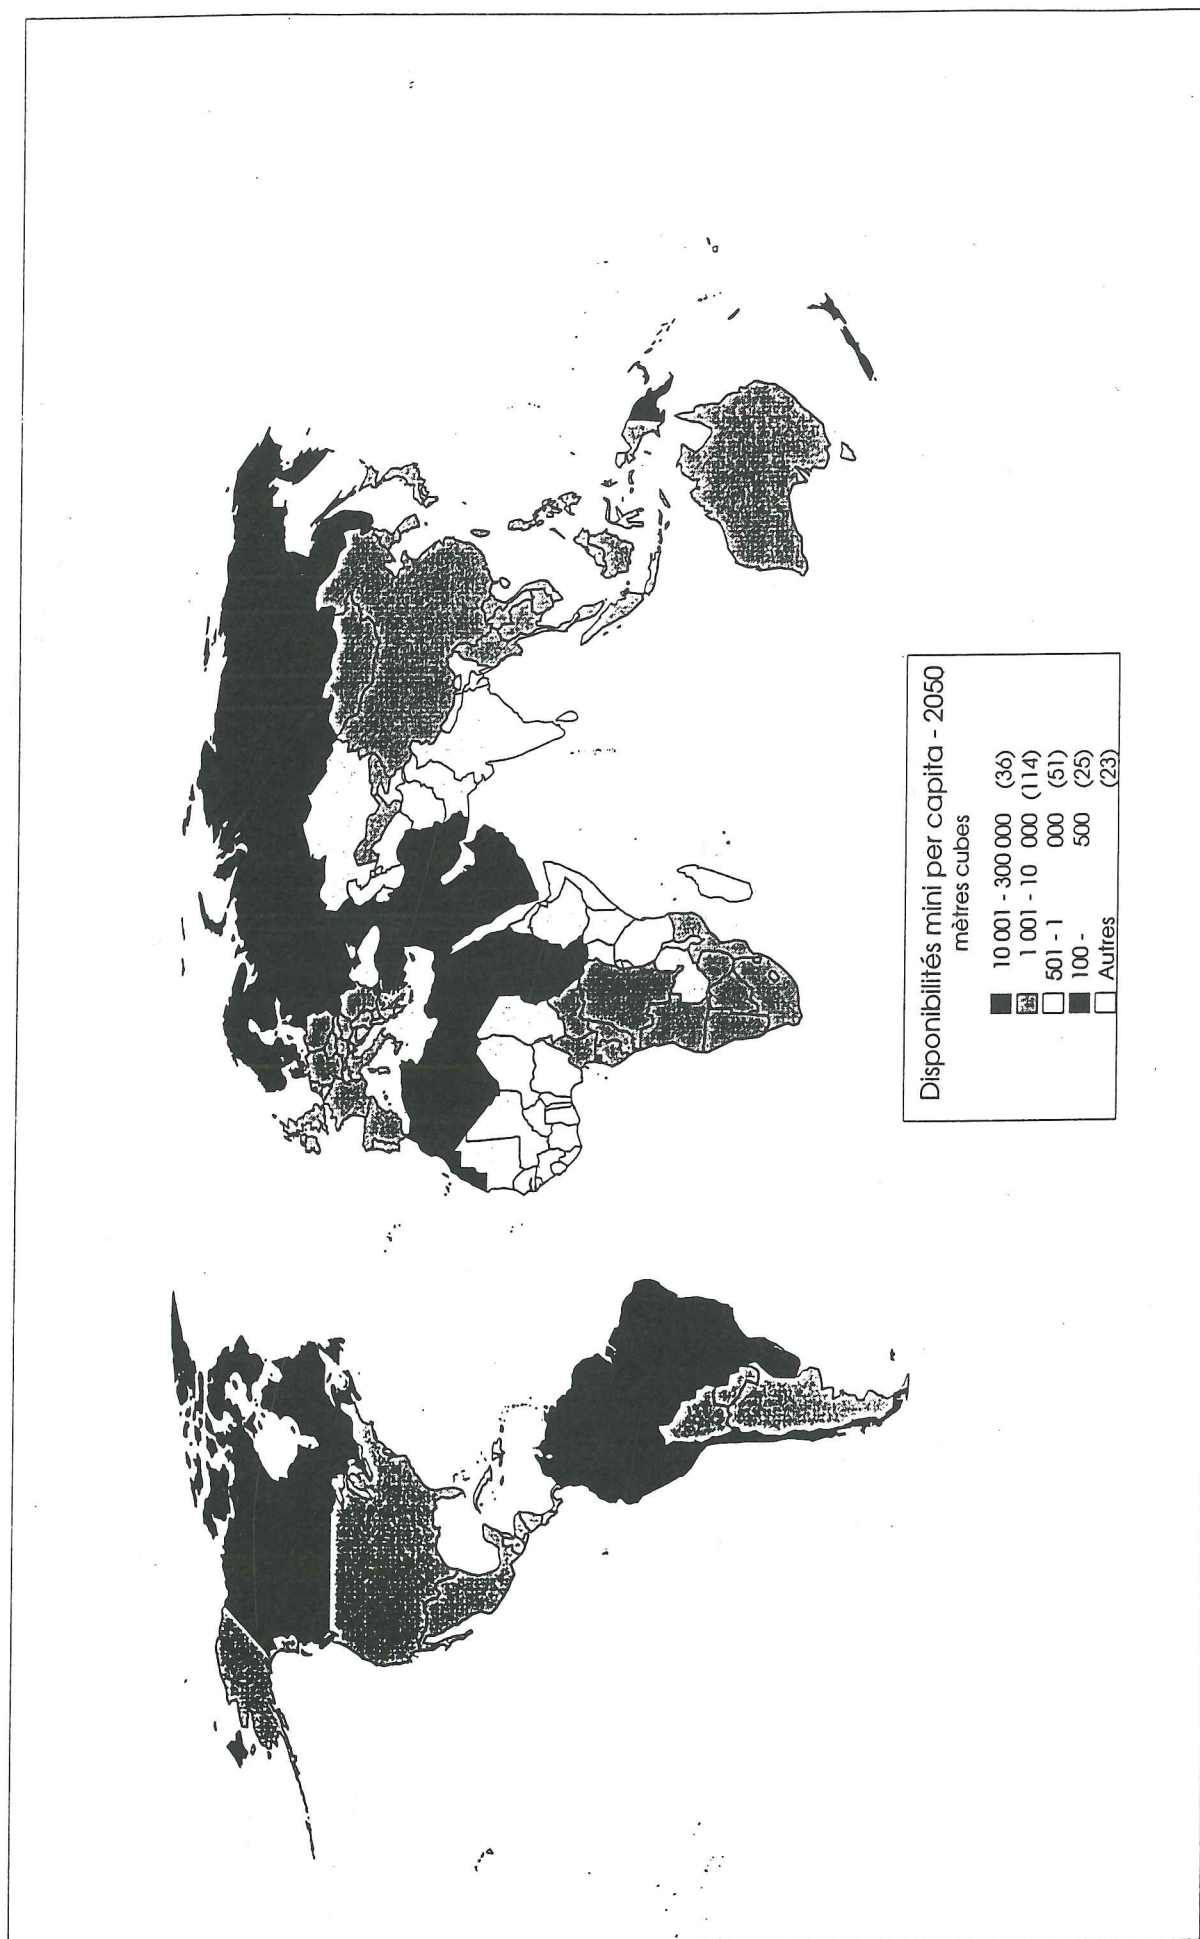 Disponibilités mini per capita - 2050
mètres cubes
10 001 - 300 000 (36)
1 001 - 10 000 (114)
501 - 1 000 (51)
100 - 500 (25)
Autres (23)